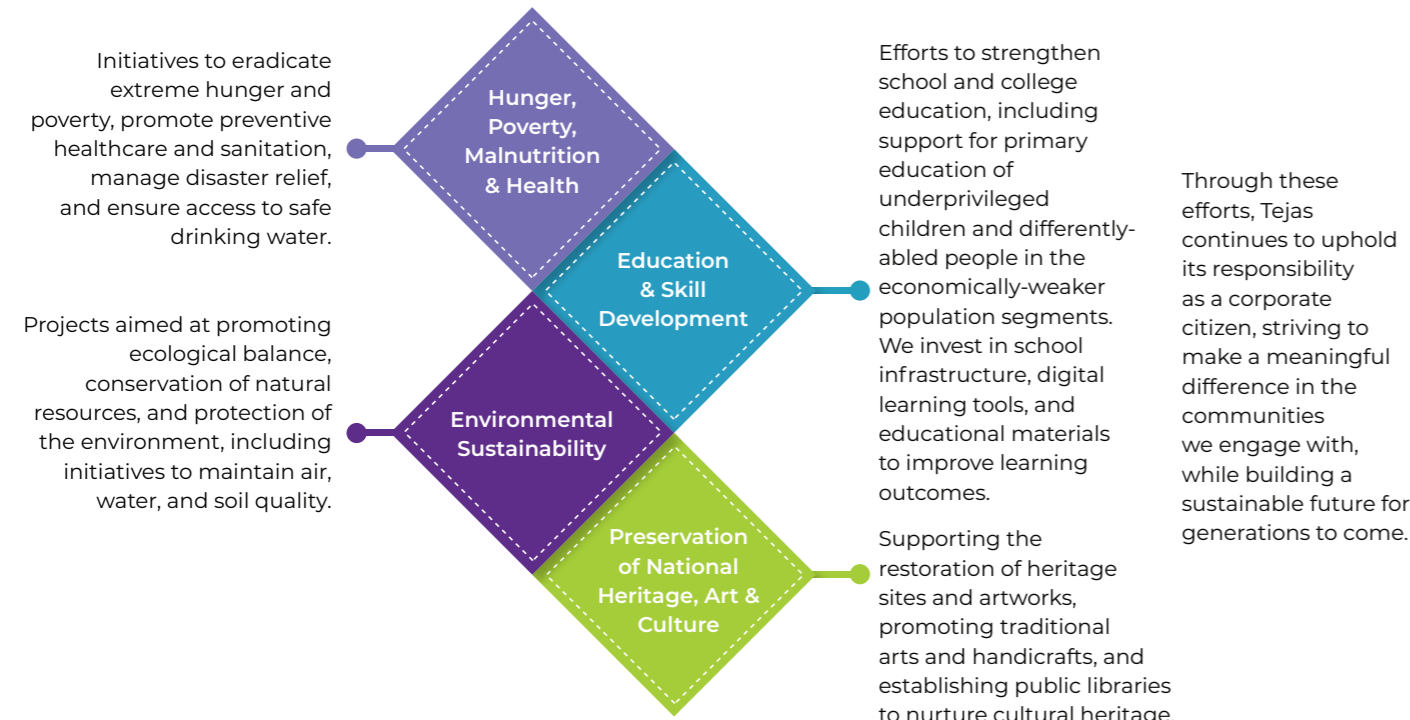 Initiatives to eradicate
extreme hunger and
poverty, promote preventive
healthcare and sanitation,
manage disaster relief,
and ensure access to safe
drinking water.
Hunger,
Poverty,
Malnutrition
& Health
Education
& Skill
Development
Efforts to strengthen
school and college
education, including
support for primary
education of
underprivileged
children and differently-
abled people in the
economically-weaker
population segments.
We invest in school
infrastructure, digital
learning tools, and
educational materials
to improve learning
outcomes.
Projects aimed at promoting
ecological balance,
conservation of natural
resources, and protection of
the environment, including
initiatives to maintain air,
water, and soil quality.
Environmental
Sustainability
Preservation
of National
Heritage, Art &
Culture
Supporting the
restoration of heritage
sites and artworks,
promoting traditional
arts and handicrafts, and
establishing public libraries
to nurture cultural heritage.
Through these
efforts, Tejas
continues to uphold
its responsibility
as a corporate
citizen, striving to
make a meaningful
difference in the
communities
we engage with,
while building a
sustainable future for
generations to come.